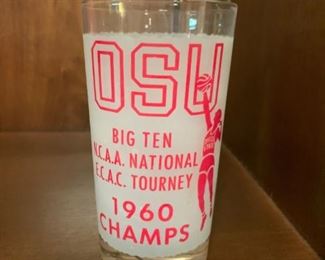 OSU
BIG TEN
N.C.A.A. NATIONAL
E.C.A.C. TOURNEY
1960
CHAMPS